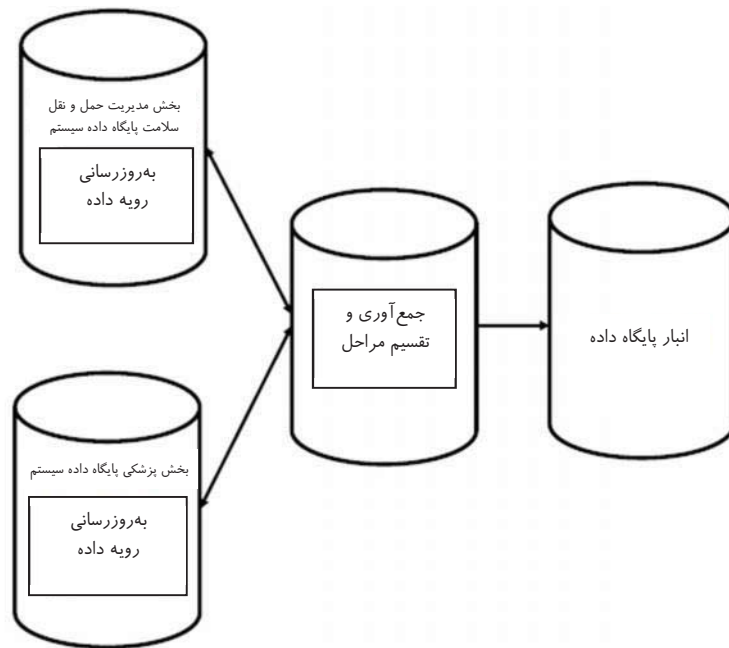 بخش مدیریت حمل و نقل
سلامت پایگاه داده سیستم
به‌روزرسانی
رویه داده
جمع‌آوری و
تقسیم مراحل
انبار پایگاه داده
بخش پزشکی پایگاه داده سیستم
به‌روزرسانی
رویه داده